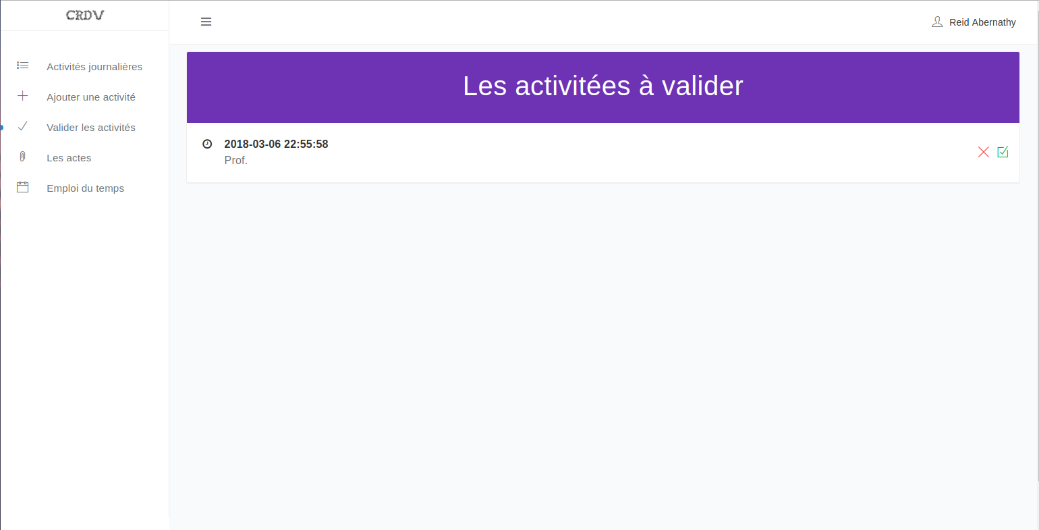 CRDV
Reid Abernathy
Activités journalières
Ajouter une activité
Valider les activités
Les actes
Emploi du temps
Les activitées à valider
2018-03-06 22:55:58
Prof.